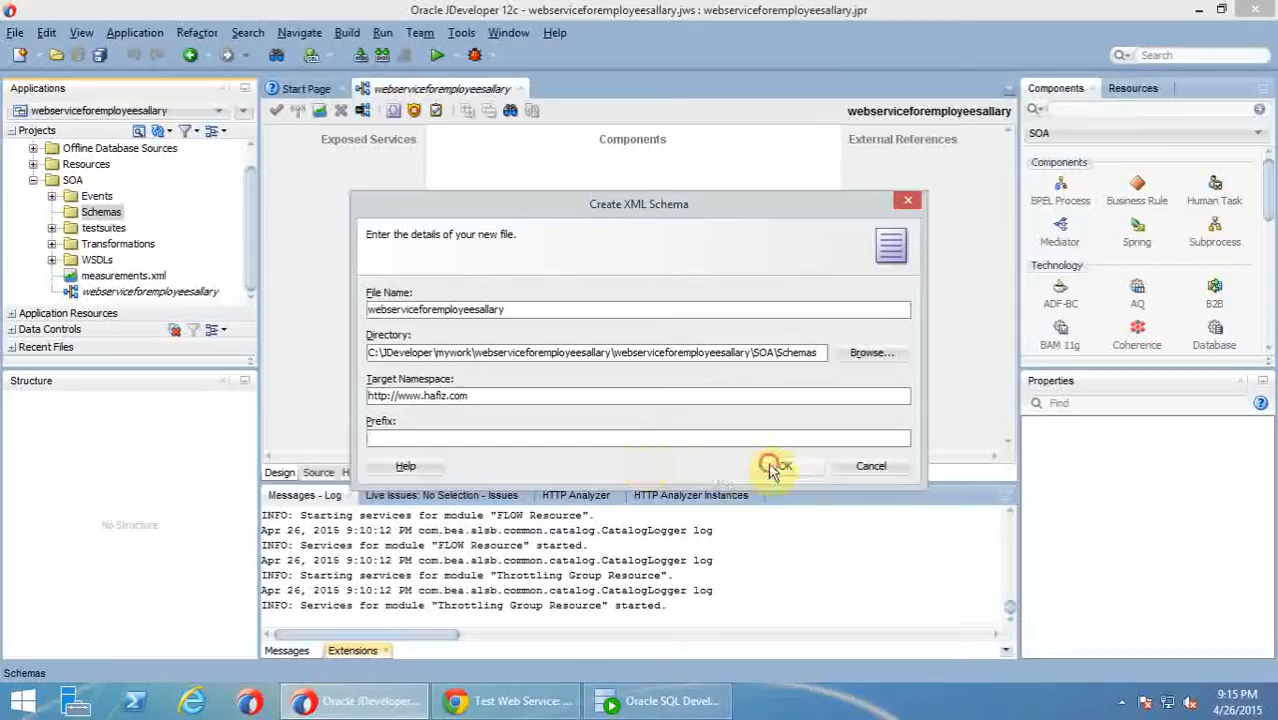 Oracle JDeveloper 12c - webserviceforemployeesallary.jws : webserviceforemployeesallary.jpr
File Edit View Application Refactor Search Navigate Build Run Team Tools Window Help
Search
Applications
Start Page
webserviceforemployeesallary
Components
Resources
webserviceforemployeesallary
webserviceforemployeesallary
Projects
Exposed Services
Components
External References
SOA
Offline Database Sources
Resources
SOA
Events
Schemas
testsuites
Transformations
WSDLs
measurements.xml
webserviceforemployeesallary
Application Resources
Data Controls
Recent Files
Components
BPEL Process
Business Rule
Human Task
Mediator
Spring
Subprocess
Technology
ADF-BC
AQ
B2B
BAM 11g
Coherence
Database
Create XML Schema
Enter the details of your new file.
File Name:
webserviceforemployeesallary
Directory:
C:\JDeveloper\mywork\webserviceforemployeesallary\webserviceforemployeesallary\SOA\Schemas
Browse...
Target Namespace:
http://www.hafiz.com
Prefix:
Help
OK
Cancel
Structure
No Structure
Properties
Find
Design Source H
Messages - Log
Live Issues: No Selection - Issues
HTTP Analyzer
HTTP Analyzer Instances
INFO: Starting services for module "FLOW Resource".
Apr 26, 2015 9:10:12 PM com.bea.alsb.common.catalog.CatalogLogger log
INFO: Services for module "FLOW Resource" started.
Apr 26, 2015 9:10:12 PM com.bea.alsb.common.catalog.CatalogLogger log
INFO: Starting services for module "Throttling Group Resource".
Apr 26, 2015 9:10:12 PM com.bea.alsb.common.catalog.CatalogLogger log
INFO: Services for module "Throttling Group Resource" started.
Messages
Extensions
Schemas
Oracle JDeveloper...
Test Web Service: ...
Oracle SQL Devel...
9:15 PM
4/26/2015